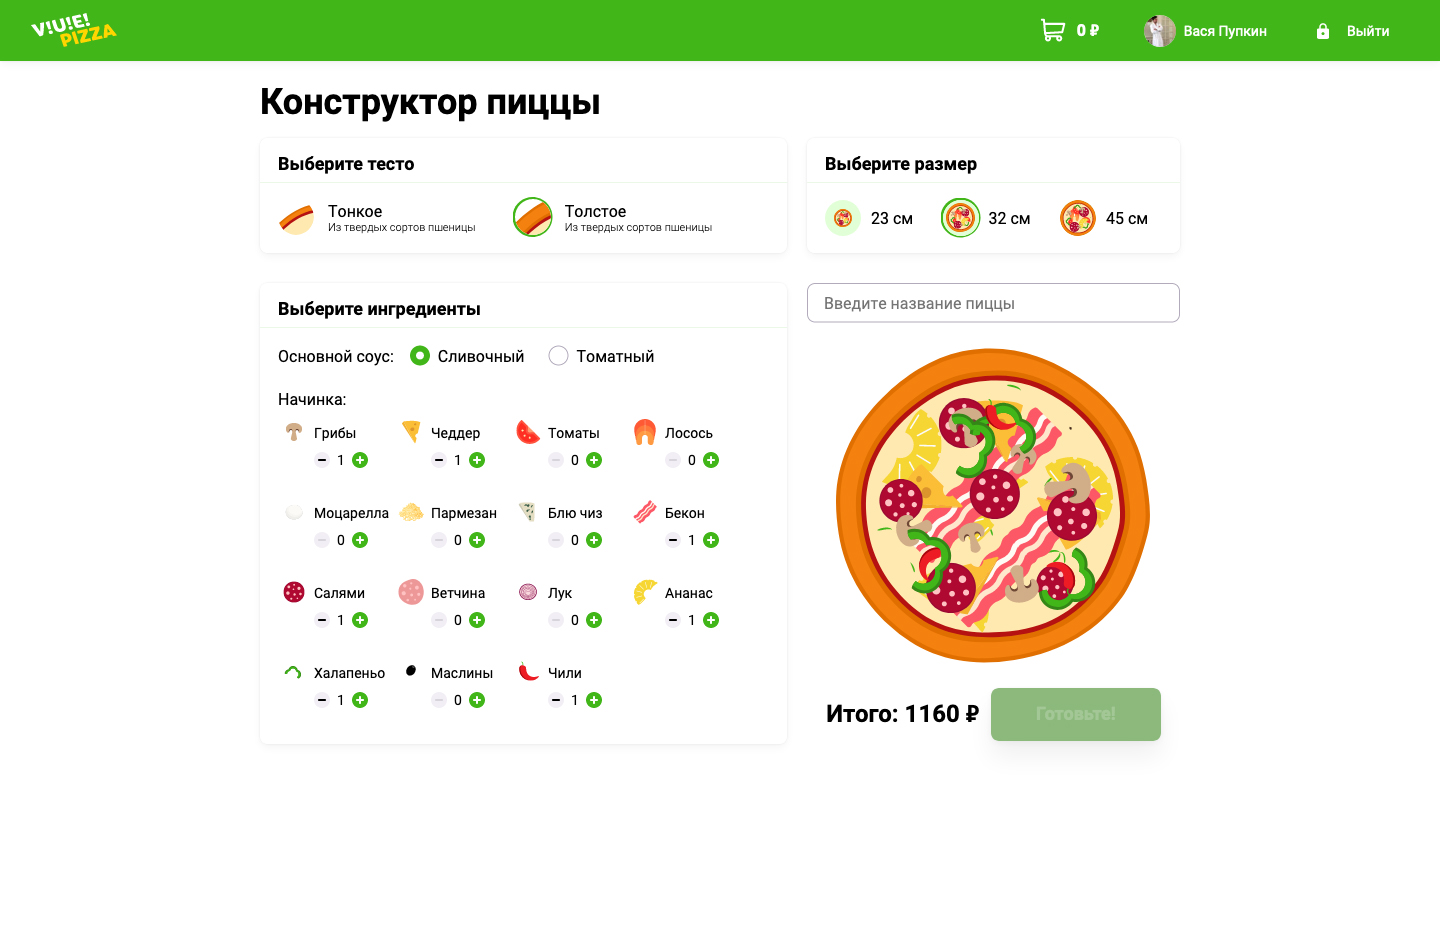 V!U!E!
PIZZA
0 ₽
Вася Пупкин
Выйти
Конструктор пиццы
Выберите тесто
Тонкое
Из твердых сортов пшеницы
Толстое
Из твердых сортов пшеницы
Выберите размер
23 см
32 см
45 см
Выберите ингредиенты
Основной соус:
Сливочный
Томатный
Начинка:
Грибы
Чеддер
Томаты
Лосось
1
1
0
0
Моцарелла
Пармезан
Блю чиз
Бекон
0
0
0
1
Салями
Ветчина
Лук
Ананас
1
0
0
1
Халапеньо
Маслины
Чили
1
0
1
Введите название пиццы
Итого: 1160 ₽
Готовьте!